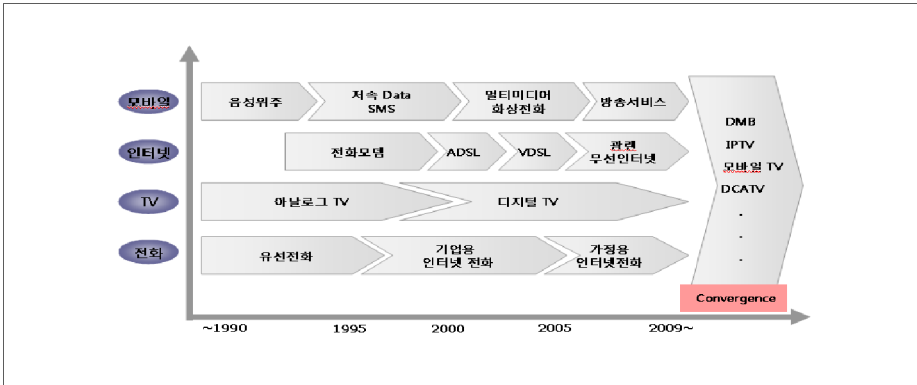 모바일
음성위주
저속 Data
SMS
멀티미디머
화상전화
방송서비스
인터넷
전화모뎀
ADSL
VDSL
괄련
무선인터넷
TV
아날로그 TV
디지털 TV
전화
유선전화
기업용
인터넷 전화
가정용
인터넷전화
DMB
IPTV
모바일 TV
DCATV
.
.
.
Convergence
~1990
1995
2000
2005
2009~